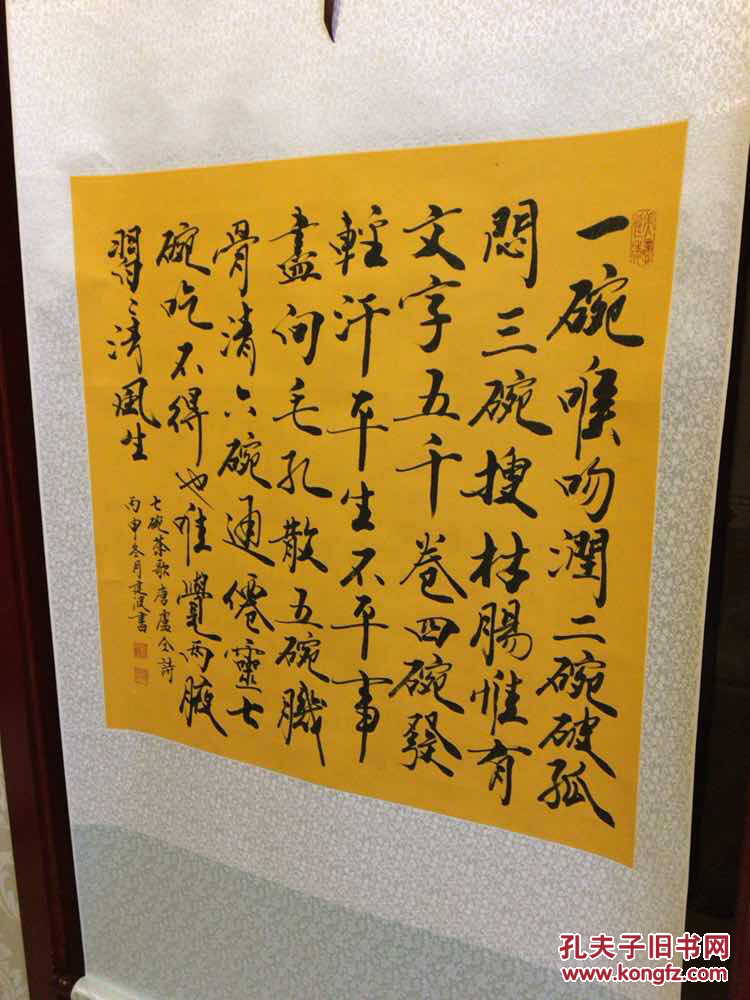 一碗喉吻潤二碗破孤
悶三碗搜枯腸惟有
文字五千卷四碗發
輕汗平生不平事
盡向毛孔散五碗𦠄
骨清六碗通僊靈七
碗吃不得也唯覺兩腋
習〻清風生
七碗茶歌唐盧仝詩
丙申冬月書
孔夫子旧书网
www.kongfz.com